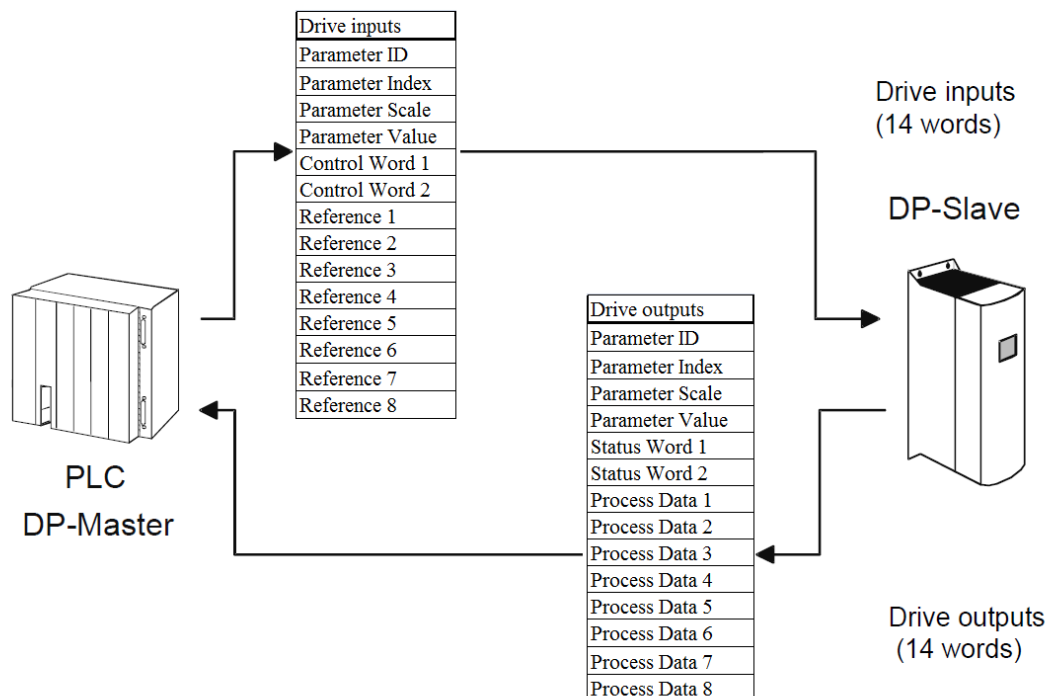 Drive inputs
Parameter ID
Parameter Index
Parameter Scale
Parameter Value
Control Word 1
Control Word 2
Reference 1
Reference 2
Reference 3
Reference 4
Reference 5
Reference 6
Reference 7
Reference 8
Drive inputs
(14 words)
DP-Slave
PLC
DP-Master
Drive outputs
Parameter ID
Parameter Index
Parameter Scale
Parameter Value
Status Word 1
Status Word 2
Process Data 1
Process Data 2
Process Data 3
Process Data 4
Process Data 5
Process Data 6
Process Data 7
Process Data 8
Drive outputs
(14 words)